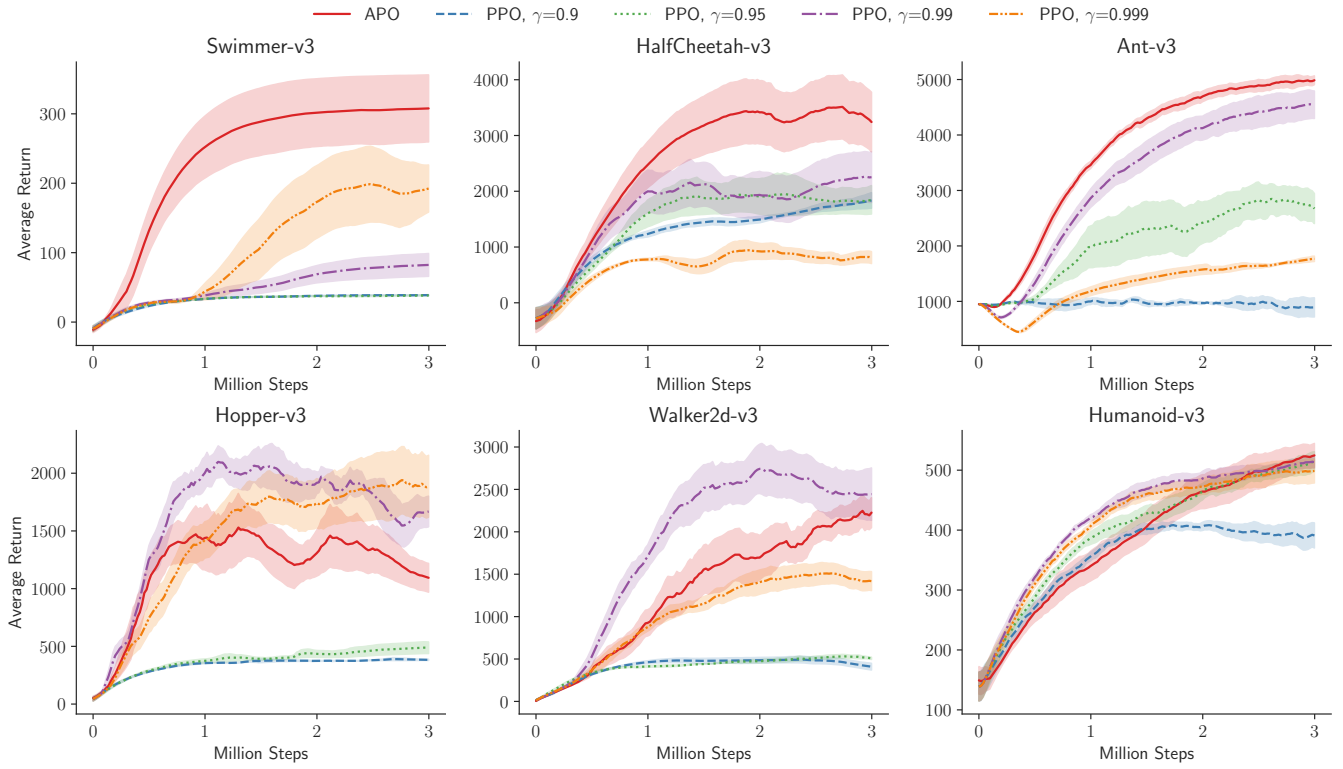 APO PPO, γ=0.9 PPO, γ=0.95 PPO, γ=0.99 PPO, γ=0.999
Swimmer-v3 HalfCheetah-v3 Ant-v3
Average Return
300
200
100
0
0 1 2 3
Million Steps
4000
3000
2000
1000
0
0 1 2 3
Million Steps
5000
4000
3000
2000
1000
0 1 2 3
Million Steps
Hopper-v3 Walker2d-v3 Humanoid-v3
Average Return
2000
1500
1000
500
0
0 1 2 3
Million Steps
3000
2500
2000
1500
1000
500
0
0 1 2 3
Million Steps
500
400
300
200
100
0 1 2 3
Million Steps